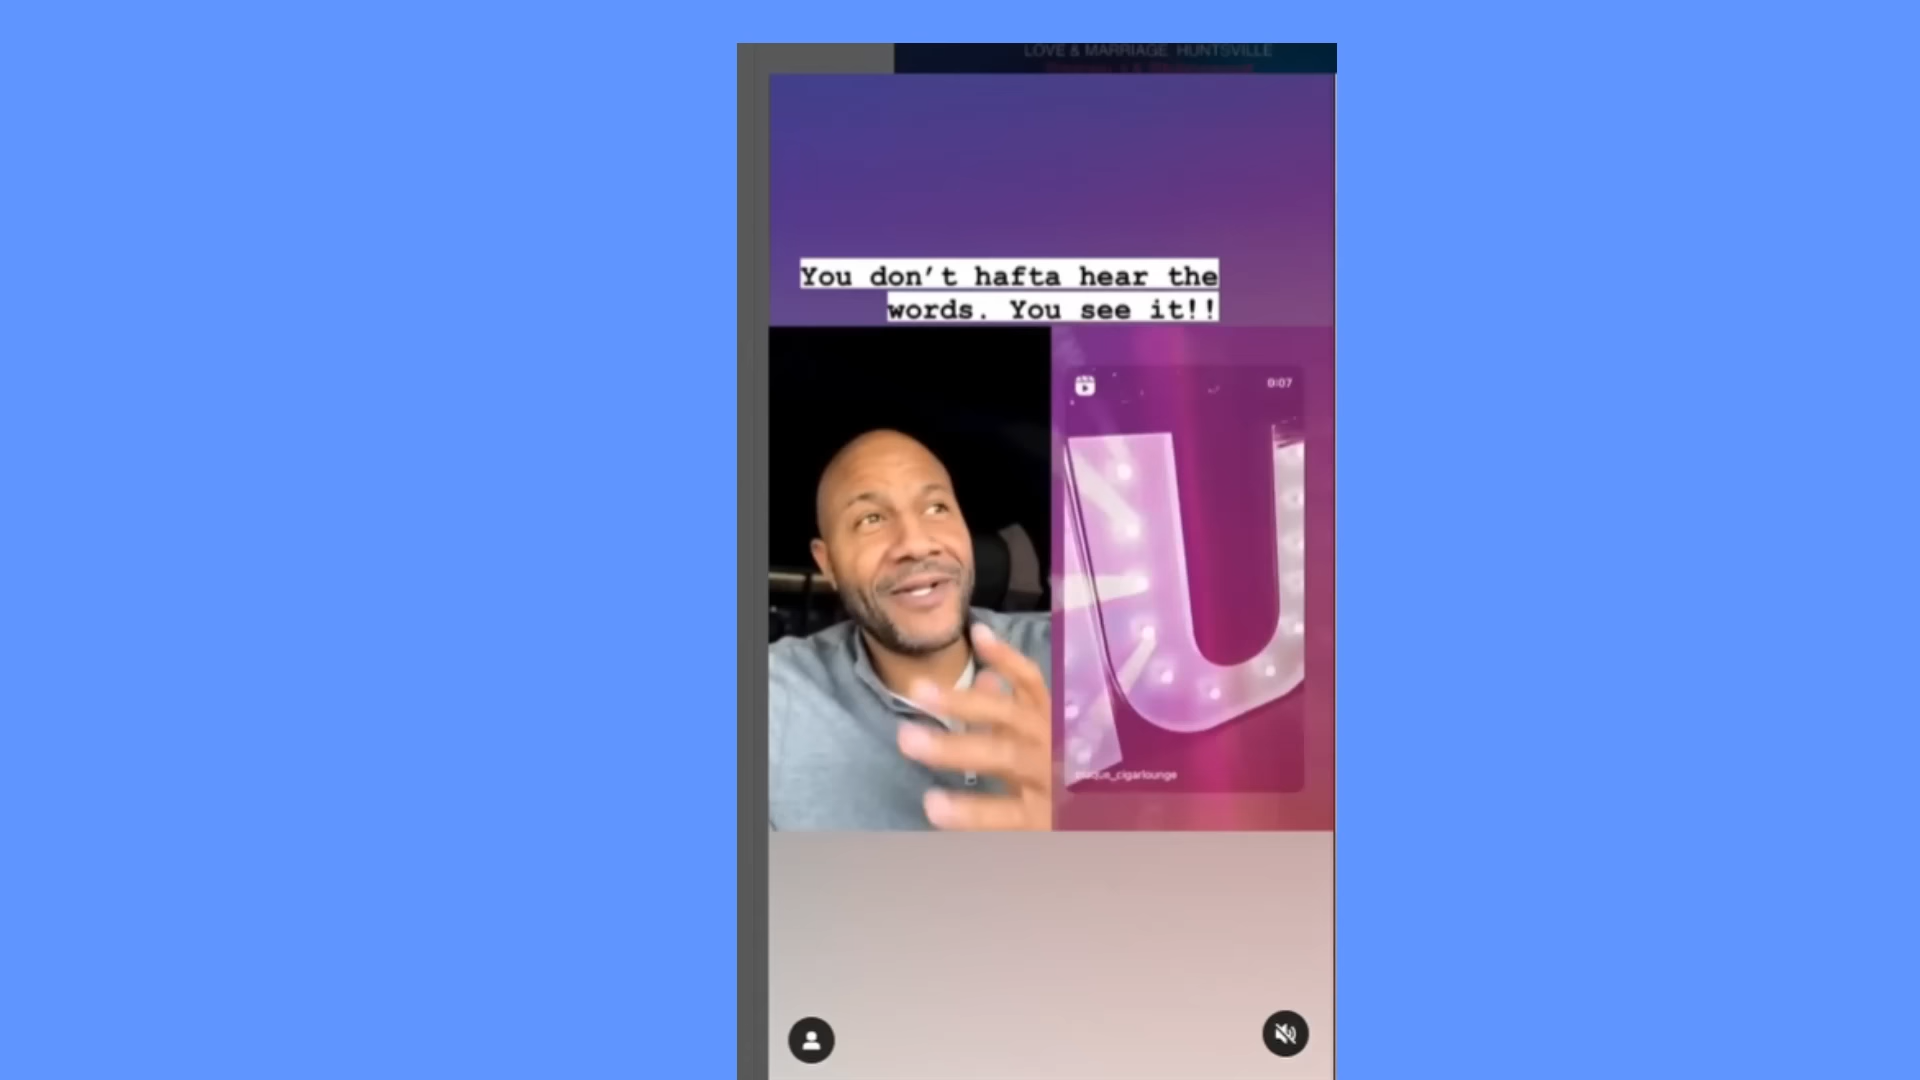 LOVE & MARRIAGE HUNTSVILLE
You don't hafta hear the
words. You see it!!
0:07
U